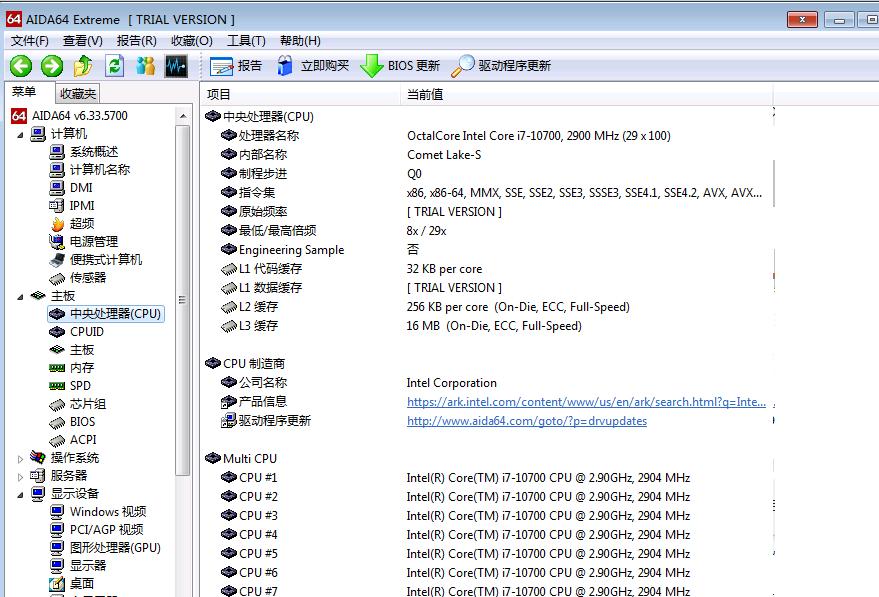 64 AIDA64 Extreme [ TRIAL VERSION ]
文件(F) 查看(V) 报告(R) 收藏(O) 工具(T) 帮助(H)
报告 立即购买 BIOS 更新 驱动程序更新
菜单 收藏夹
64 AIDA64 v6.33.5700
计算机
系统概述
计算机名称
DMI
IPMI
超频
电源管理
便携式计算机
传感器
主板
中央处理器(CPU)
CPUID
主板
内存
SPD
芯片组
BIOS
ACPI
操作系统
服务器
显示设备
Windows 视频
PCI/AGP 视频
图形处理器(GPU)
显示器
桌面
项目 当前值
中央处理器(CPU)
处理器名称 OctalCore Intel Core i7-10700, 2900 MHz (29 x 100)
内部名称 Comet Lake-S
制程步进 Q0
指令集 x86, x86-64, MMX, SSE, SSE2, SSE3, SSSE3, SSE4.1, SSE4.2, AVX, AVX...
原始频率 [ TRIAL VERSION ]
最低/最高倍频 8x / 29x
Engineering Sample 否
L1 代码缓存 32 KB per core
L1 数据缓存 [ TRIAL VERSION ]
L2 缓存 256 KB per core (On-Die, ECC, Full-Speed)
L3 缓存 16 MB (On-Die, ECC, Full-Speed)
CPU 制造商
公司名称 Intel Corporation
产品信息 https://ark.intel.com/content/www/us/en/ark/search.html?q=Inte...
驱动程序更新 http://www.aida64.com/goto/?p=drvupdates
Multi CPU
CPU #1 Intel(R) Core(TM) i7-10700 CPU @ 2.90GHz, 2904 MHz
CPU #2 Intel(R) Core(TM) i7-10700 CPU @ 2.90GHz, 2904 MHz
CPU #3 Intel(R) Core(TM) i7-10700 CPU @ 2.90GHz, 2904 MHz
CPU #4 Intel(R) Core(TM) i7-10700 CPU @ 2.90GHz, 2904 MHz
CPU #5 Intel(R) Core(TM) i7-10700 CPU @ 2.90GHz, 2904 MHz
CPU #6 Intel(R) Core(TM) i7-10700 CPU @ 2.90GHz, 2904 MHz
CPU #7 Intel(R) Core(TM) i7-10700 CPU @ 2.90GHz, 2904 MHz